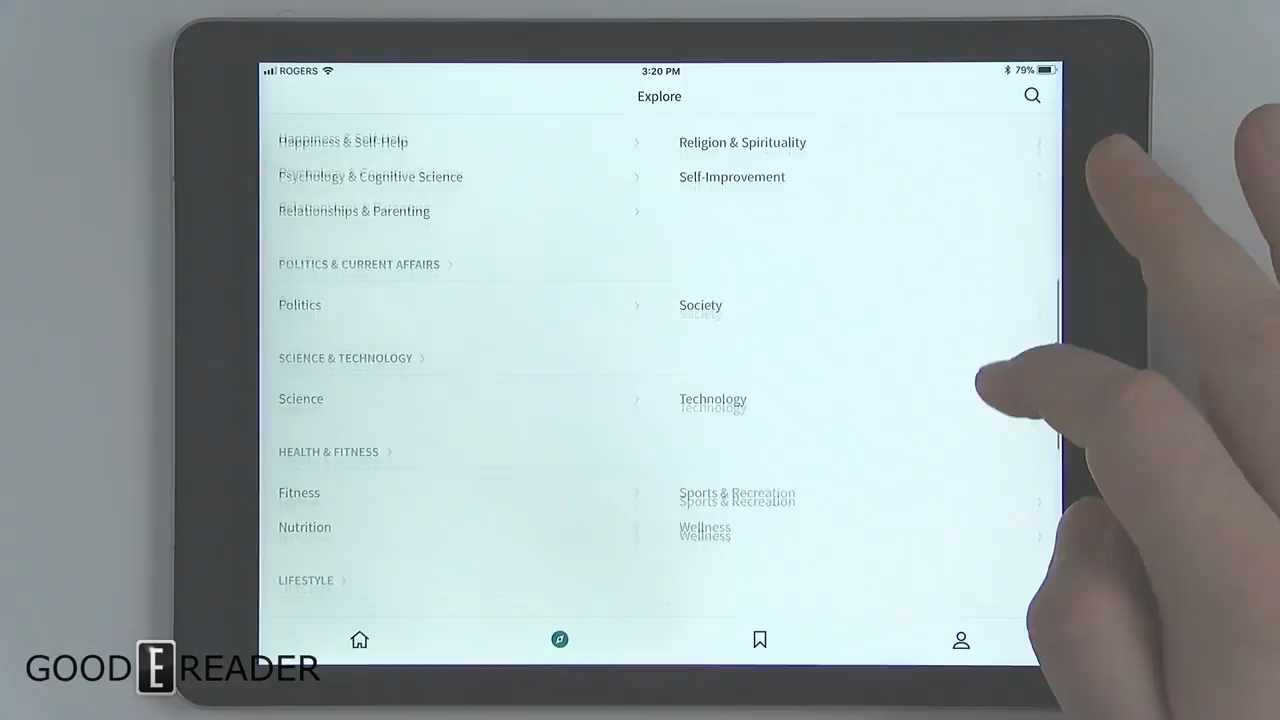 ROGERS 3:20 PM 79%
Explore
Happiness & Self-Help Religion & Spirituality
Psychology & Cognitive Science Self-Improvement
Relationships & Parenting
POLITICS & CURRENT AFFAIRS
Politics Society
SCIENCE & TECHNOLOGY
Science Technology
HEALTH & FITNESS
Fitness Sports & Recreation
Nutrition Wellness
LIFESTYLE
GOOD E READER